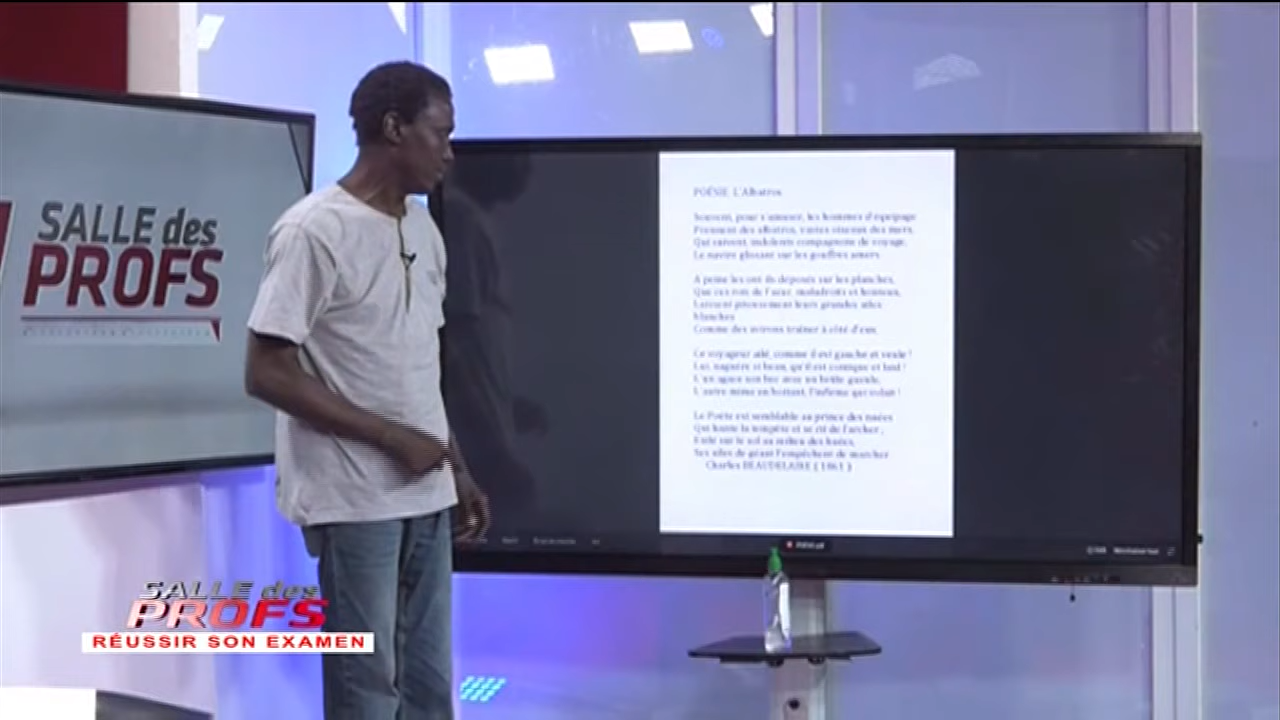 SALLE des
PROFS
POÉSIE L'Albatros
Souvent, pour s'amuser, les hommes d'équipage
Prennent des albatros, vastes oiseaux des mers,
Qui suivent, indolents compagnons de voyage,
Le navire glissant sur les gouffres amers.
A peine les ont ils déposés sur les planches,
Que ces rois de l'azur, maladroits et honteux,
Laissent piteusement leurs grandes ailes
blanches
Comme des avirons traîner à côté d'eux.
Ce voyageur ailé, comme il est gauche et veule !
Lui, naguère si beau, qu'il est comique et laid !
L'un agace son bec avec un brûle gueule,
L'autre mime en boitant, l'infirme qui volait !
Le Poète est semblable au prince des nuées
Qui hante la tempête et se rit de l'archer ;
Exilé sur le sol au milieu des huées,
Ses ailes de géant l'empêchent de marcher
Charles BEAUDELAIRE ( 1861 )
SALLE des
PROFS
RÉUSSIR SON EXAMEN